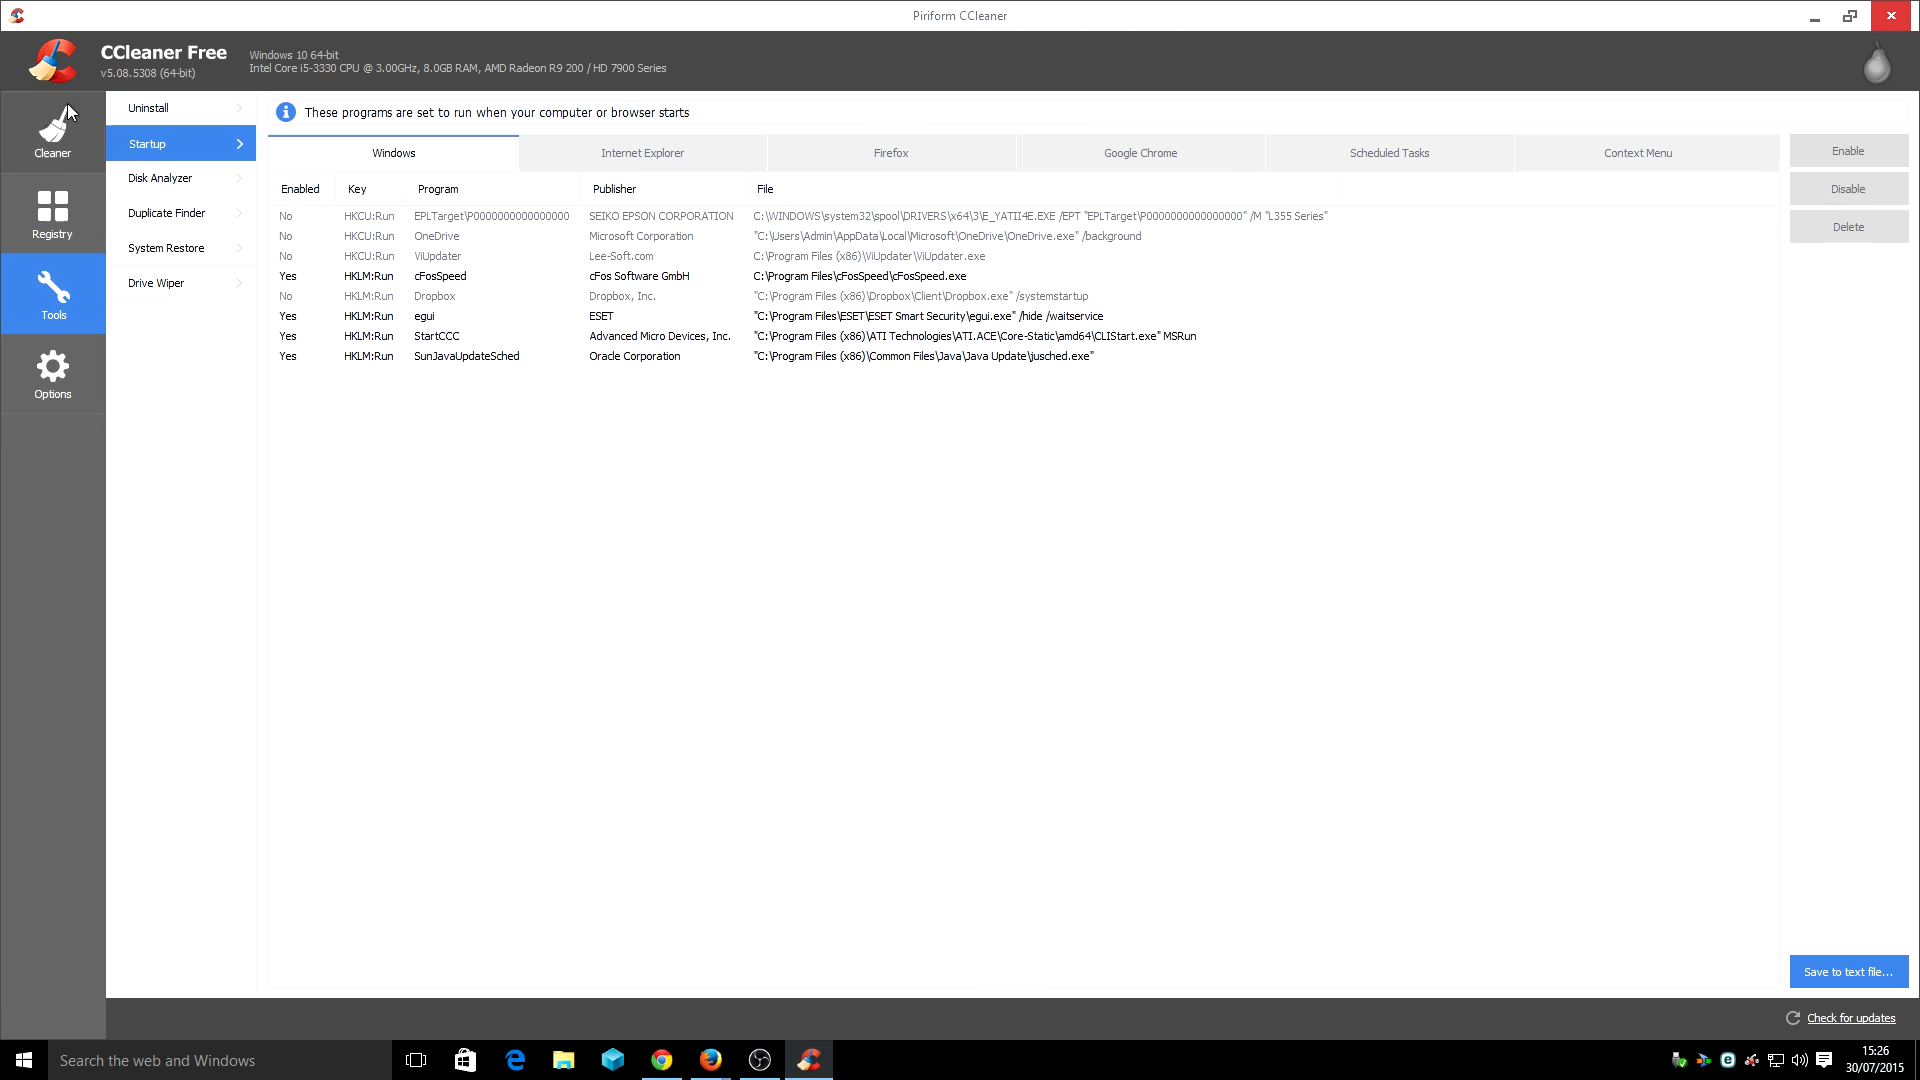 Piriform CCleaner
CCleaner Free
v5.08.5308 (64-bit)
Windows 10 64-bit
Intel Core i5-3330 CPU @ 3.00GHz, 8.0GB RAM, AMD Radeon R9 200 / HD 7900 Series
Cleaner
Registry
Tools
Options
Uninstall
Startup
Disk Analyzer
Duplicate Finder
System Restore
Drive Wiper
These programs are set to run when your computer or browser starts
Windows Internet Explorer Firefox Google Chrome Scheduled Tasks Context Menu
Enabled Key Program Publisher File
No HKCU:Run EPLTarget\P0000000000000000 SEIKO EPSON CORPORATION C:\WINDOWS\system32\spool\DRIVERS\x64\3\E_YATII4E.EXE /EPT "EPLTarget\P0000000000000000" /M "L355 Series"
No HKCU:Run OneDrive Microsoft Corporation "C:\Users\Admin\AppData\Local\Microsoft\OneDrive\OneDrive.exe" /background
No HKCU:Run ViUpdater Lee-Soft.com C:\Program Files (x86)\ViUpdater\ViUpdater.exe
Yes HKLM:Run cFosSpeed cFos Software GmbH C:\Program Files\cFosSpeed\cFosSpeed.exe
No HKLM:Run Dropbox Dropbox, Inc. "C:\Program Files (x86)\Dropbox\Client\Dropbox.exe" /systemstartup
Yes HKLM:Run egui ESET "C:\Program Files\ESET\ESET Smart Security\egui.exe" /hide /waitservice
Yes HKLM:Run StartCCC Advanced Micro Devices, Inc. "C:\Program Files (x86)\ATI Technologies\ATI.ACE\Core-Static\amd64\CLIStart.exe" MSRun
Yes HKLM:Run SunJavaUpdateSched Oracle Corporation "C:\Program Files (x86)\Common Files\Java\Java Update\jusched.exe"
Enable
Disable
Delete
Save to text file...
Check for updates
Search the web and Windows
15:26
30/07/2015